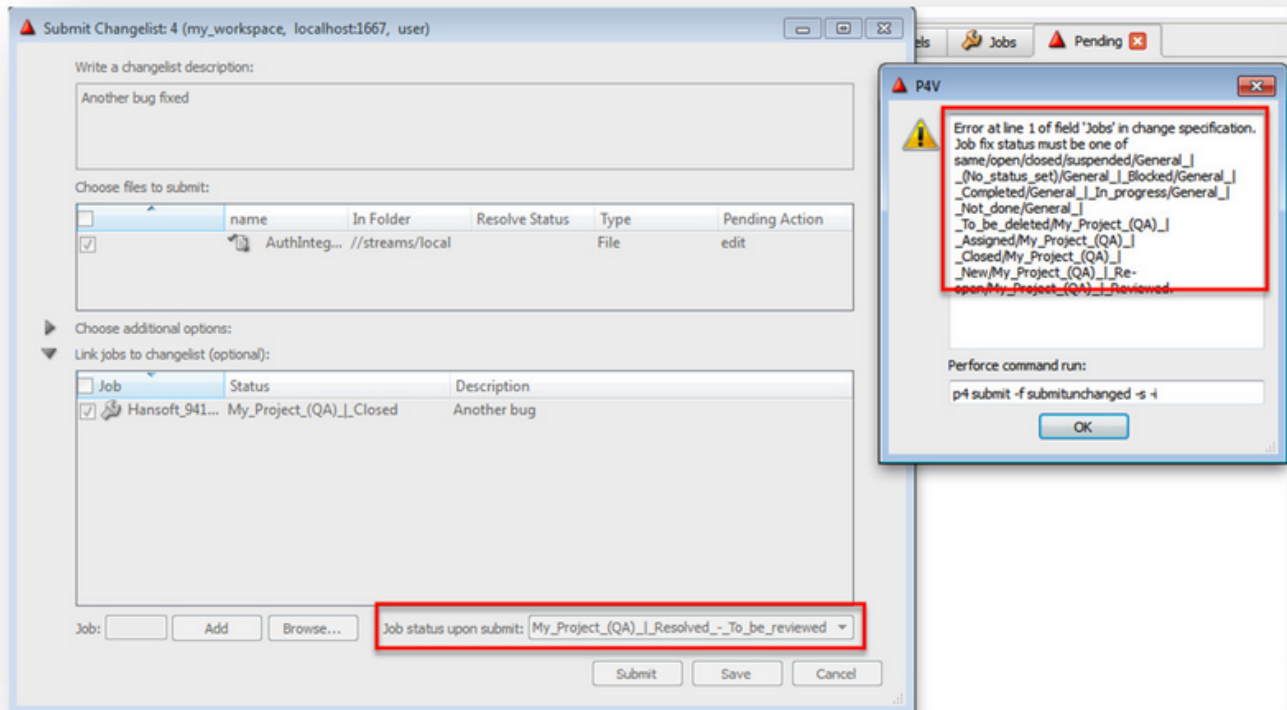 Submit Changelist: 4 (my_workspace, localhost:1667, user)
Write a changelist description:
Another bug fixed
Choose files to submit:
name In Folder Resolve Status Type Pending Action
AuthInteg... //streams/local File edit
Choose additional options:
Link jobs to changelist (optional):
Job Status Description
Hansoft_941... My_Project_(QA)_|_Closed Another bug
Job: Add Browse... Job status upon submit: My_Project_(QA)_|_Resolved_-_To_be_reviewed
Submit Save Cancel
els Jobs Pending
P4V
Error at line 1 of field 'Jobs' in change specification.
Job fix status must be one of
same/open/closed/suspended/General_|
_(No_status_set)/General_|_Blocked/General_|
_Completed/General_|_In_progress/General_|
_Not_done/General_|
_To_be_deleted/My_Project_(QA)_|
_Assigned/My_Project_(QA)_|
_Closed/My_Project_(QA)_|
_New/My_Project_(QA)_|_Re-
open/My_Project_(QA)_|_Reviewed.
Perforce command run:
p4 submit -f submitunchanged -s -i
OK